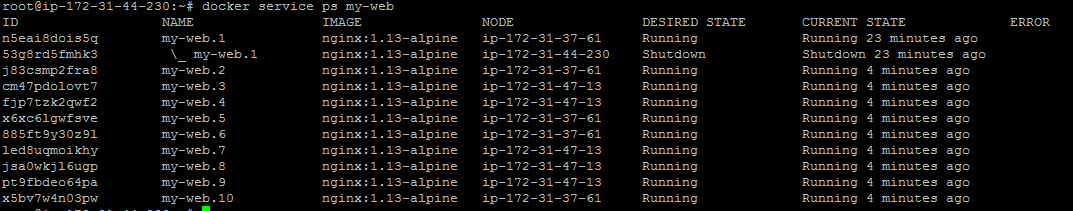 root@ip-172-31-44-230:~# docker service ps my-web
ID NAME IMAGE NODE DESIRED STATE CURRENT STATE ERROR
n5eai8dois5q my-web.1 nginx:1.13-alpine ip-172-31-37-61 Running Running 23 minutes ago
53g8rd5fmhk3 \_ my-web.1 nginx:1.13-alpine ip-172-31-44-230 Shutdown Shutdown 23 minutes ago
j83csmp2fra8 my-web.2 nginx:1.13-alpine ip-172-31-37-61 Running Running 4 minutes ago
cm47pdolovt7 my-web.3 nginx:1.13-alpine ip-172-31-47-13 Running Running 4 minutes ago
fjp7tzk2qwf2 my-web.4 nginx:1.13-alpine ip-172-31-47-13 Running Running 4 minutes ago
x6xc6lgwfsve my-web.5 nginx:1.13-alpine ip-172-31-37-61 Running Running 4 minutes ago
885ft9y30z9l my-web.6 nginx:1.13-alpine ip-172-31-37-61 Running Running 4 minutes ago
led8uqmoikhy my-web.7 nginx:1.13-alpine ip-172-31-47-13 Running Running 4 minutes ago
jsa0wkjl6ugp my-web.8 nginx:1.13-alpine ip-172-31-47-13 Running Running 4 minutes ago
pt9fbdeo64pa my-web.9 nginx:1.13-alpine ip-172-31-47-13 Running Running 4 minutes ago
x5bv7w4n03pw my-web.10 nginx:1.13-alpine ip-172-31-37-61 Running Running 4 minutes ago
root@ip-172-31-44-230:~#